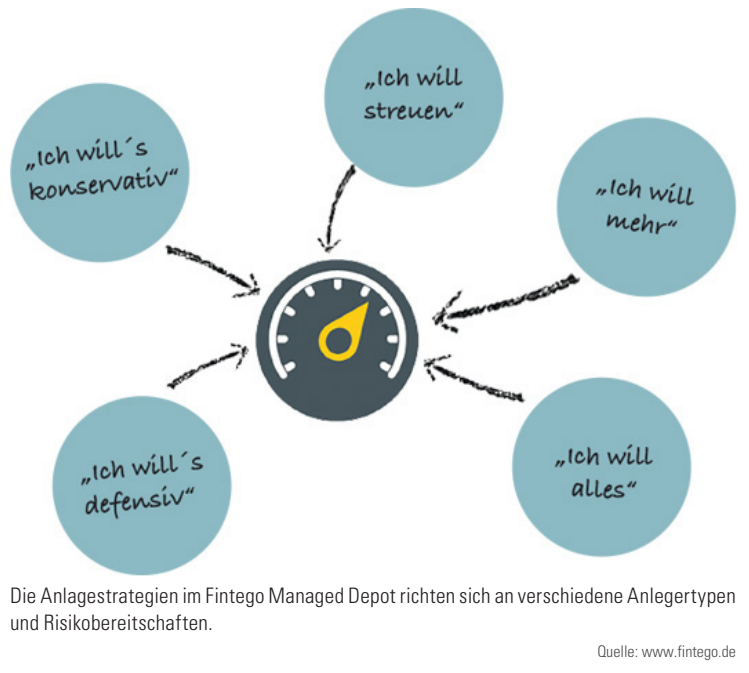 „Ich will
streuen“
„Ich will´s
konservativ“
„Ich will
mehr“
„Ich will´s
defensiv“
„Ich will
alles“
Die Anlagestrategien im Fintego Managed Depot richten sich an verschiedene Anlegertypen
und Risikobereitschaften.
Quelle: www.fintego.de